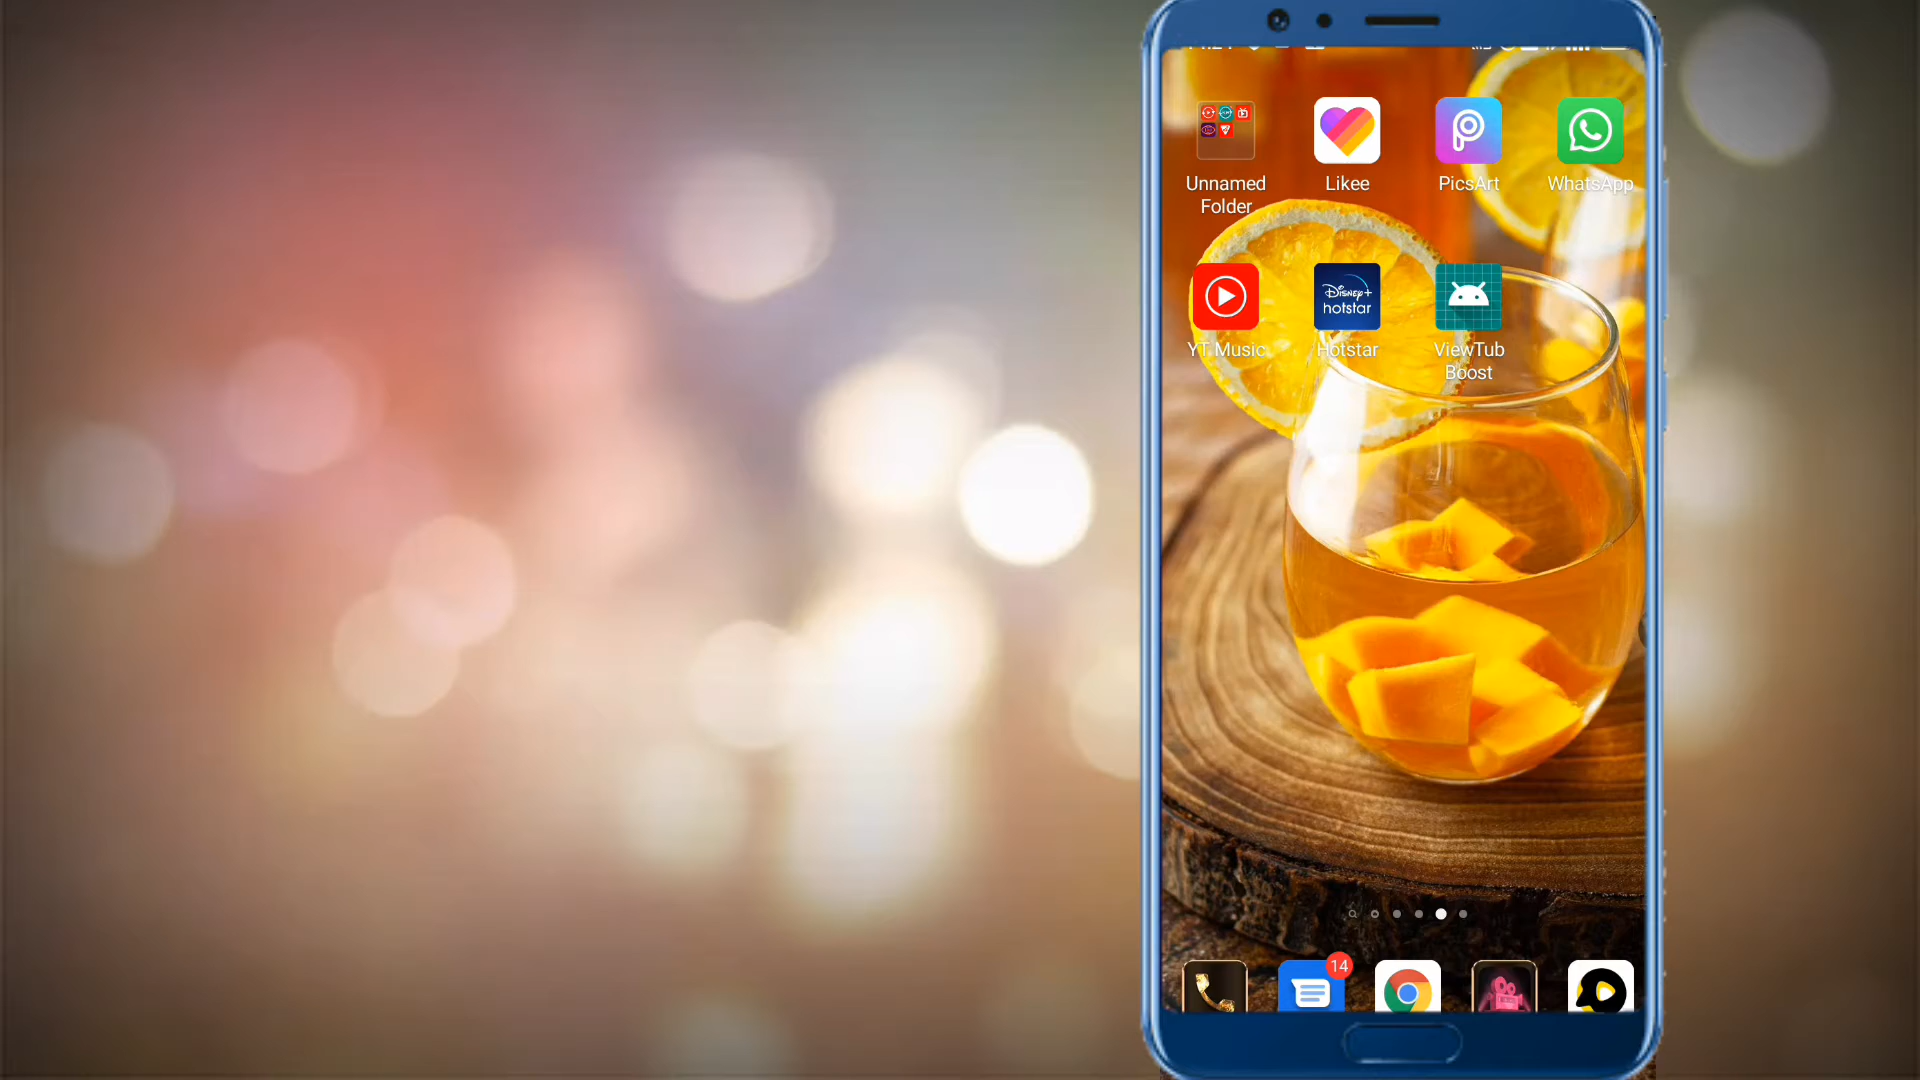 Unnamed Folder
Likee
PicsArt
WhatsApp
Disney+
hotstar
YT Music
Hotstar
ViewTub Boost
14